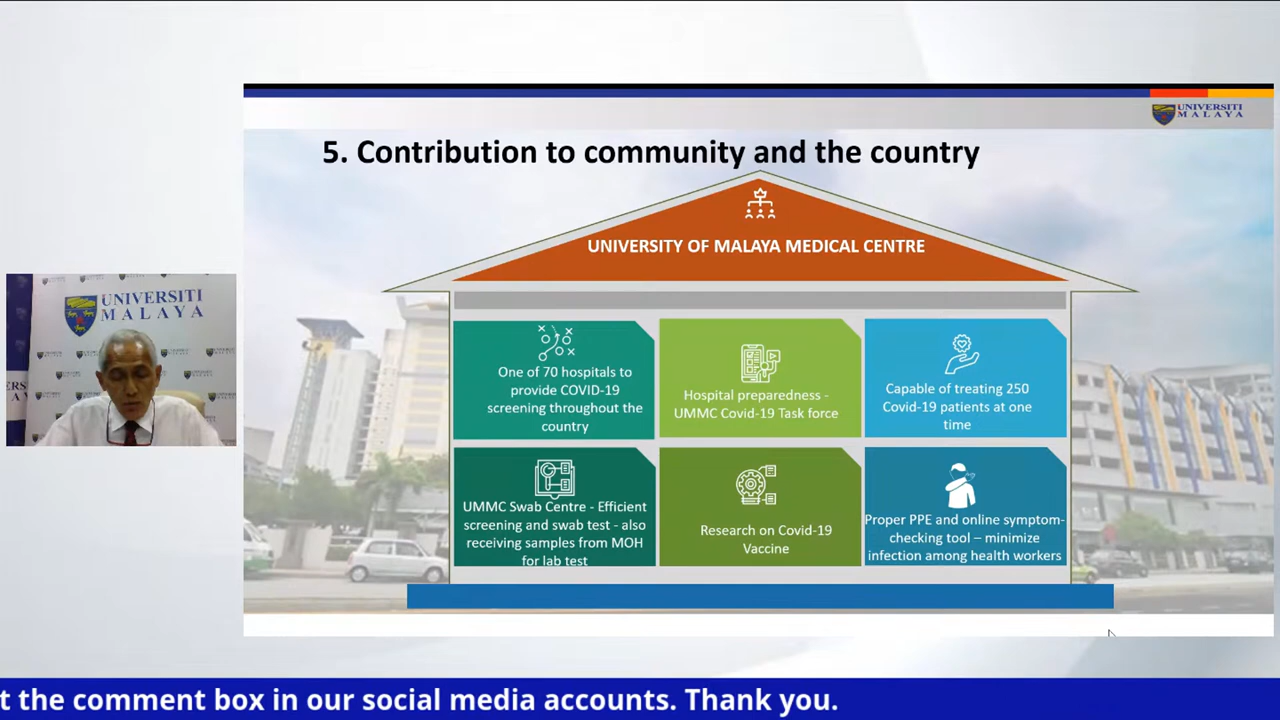 UNIVERSITI
MALAYA
5. Contribution to community and the country
UNIVERSITY OF MALAYA MEDICAL CENTRE
One of 70 hospitals to
provide COVID-19
screening throughout the
country
Hospital preparedness -
UMMC Covid-19 Task force
Capable of treating 250
Covid-19 patients at one
time
UMMC Swab Centre - Efficient
screening and swab test - also
receiving samples from MOH
for lab test
Research on Covid-19
Vaccine
Proper PPE and online symptom-
checking tool – minimize
infection among health workers
UNIVERSITI
MALAYA
t the comment box in our social media accounts. Thank you.